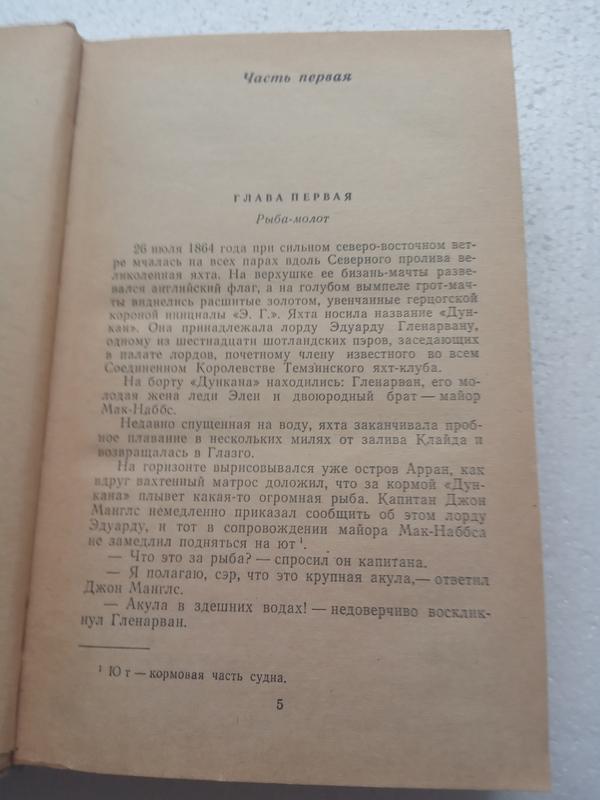 Часть первая
ГЛАВА ПЕРВАЯ
Рыба-молот
26 июля 1864 года при сильном северо-восточном вет-
ре мчалась на всех парах вдоль Северного пролива ве-
ликолепная яхта. На верхушке ее бизань-мачты разве-
вался английский флаг, а на голубом вымпеле грот-мач-
ты виднелись расшитые золотом, увенчанные герцогской
короной инициалы «Э. Г.». Яхта носила название «Дун-
кан». Она принадлежала лорду Эдуарду Гленарвану,
одному из шестнадцати шотландских пэров, заседающих
в палате лордов, почетному члену известного во всем
Соединенном Королевстве Темзинского яхт-клуба.
На борту «Дункана» находились: Гленарван, его мо-
лодая жена леди Элен и двоюродный брат — майор
Мак-Наббс.
Недавно спущенная на воду, яхта заканчивала проб-
ное плавание в нескольких милях от залива Клайда и
возвращалась в Глазго.
На горизонте вырисовывался уже остров Арран, как
вдруг вахтенный матрос доложил, что за кормой «Дун-
кана» плывет какая-то огромная рыба. Капитан Джон
Манглс немедленно приказал сообщить об этом лорду
Эдуарду, и тот в сопровождении майора Мак-Наббса
не замедлил подняться на ют ¹.
— Что это за рыба? — спросил он капитана.
— Я полагаю, сэр, что это крупная акула,— ответил
Джон Манглс.
— Акула в здешних водах! — недоверчиво восклик-
нул Гленарван.
¹ Ю т — кормовая часть судна.
5